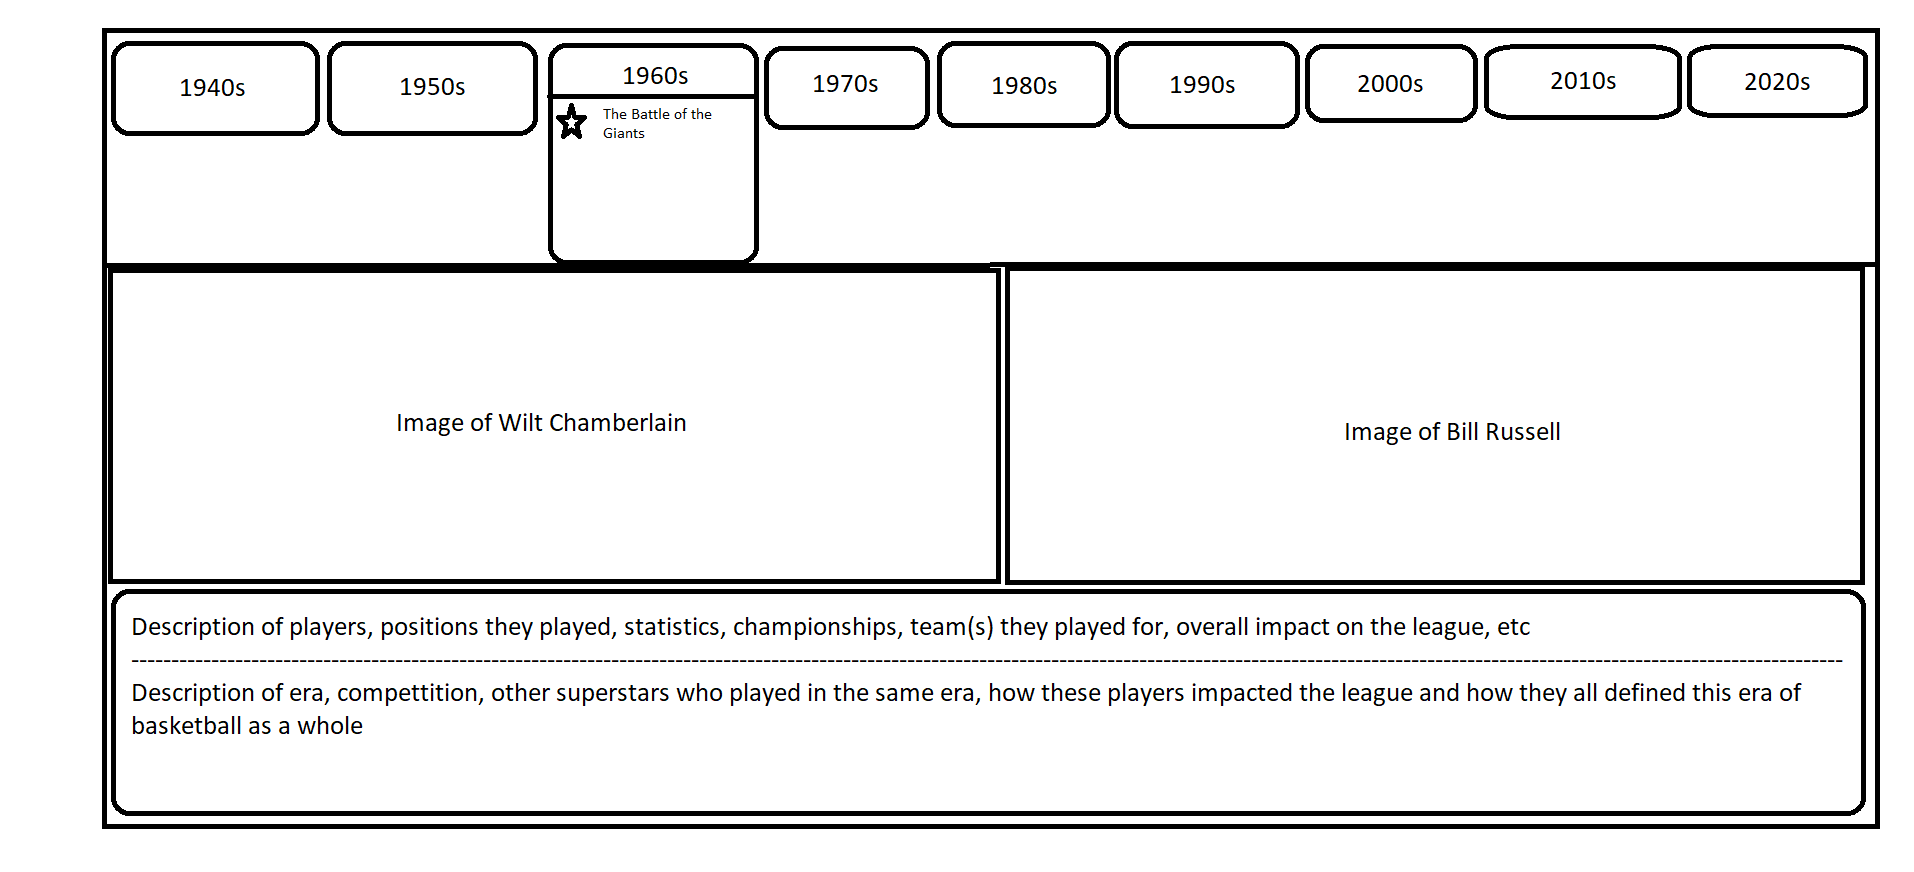 1940s
1950s
1960s
1970s
1980s
1990s
2000s
2010s
2020s
The Battle of the
Giants
Image of Wilt Chamberlain
Image of Bill Russell
Description of players, positions they played, statistics, championships, team(s) they played for, overall impact on the league, etc
Description of era, compettition, other superstars who played in the same era, how these players impacted the league and how they all defined this era of
basketball as a whole